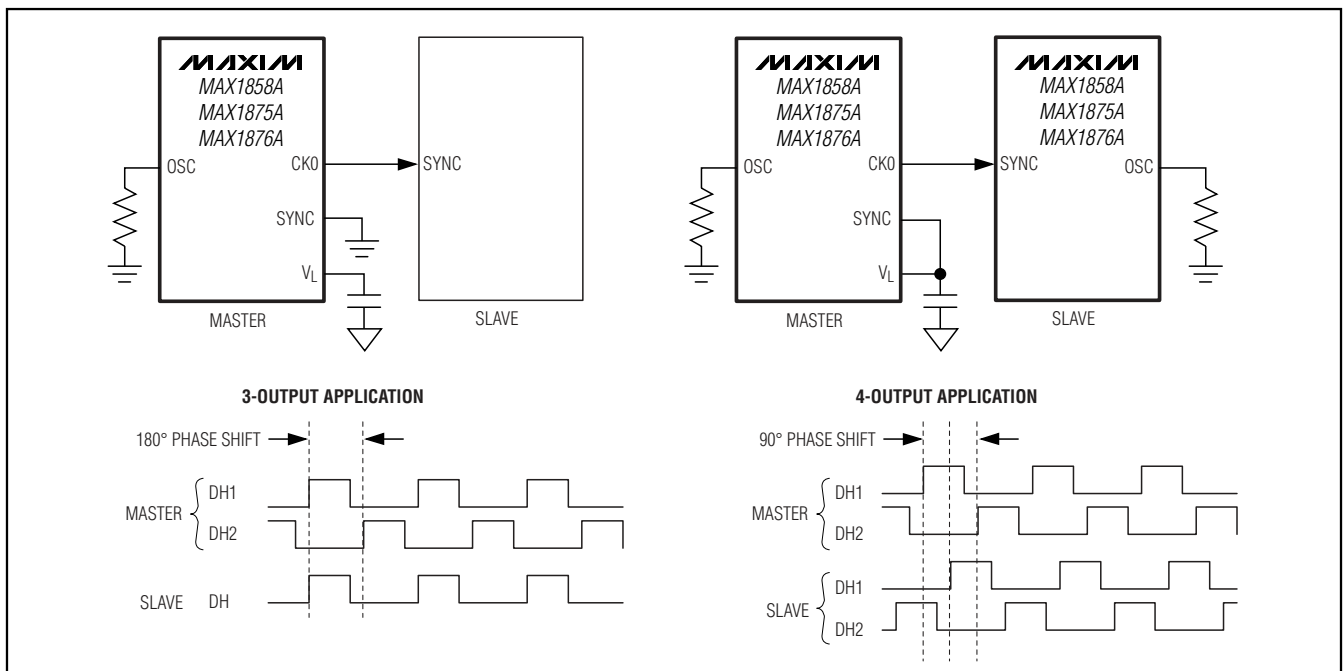 MAXIM
MAX1858A
MAX1875A
MAX1876A
OSC
CK0
SYNC
VL
MASTER
SYNC
SLAVE
MAXIM
MAX1858A
MAX1875A
MAX1876A
OSC
CK0
SYNC
VL
MASTER
MAXIM
MAX1858A
MAX1875A
MAX1876A
SYNC
OSC
SLAVE
3-OUTPUT APPLICATION
180° PHASE SHIFT
MASTER
DH1
DH2
SLAVE DH
4-OUTPUT APPLICATION
90° PHASE SHIFT
MASTER
DH1
DH2
SLAVE
DH1
DH2